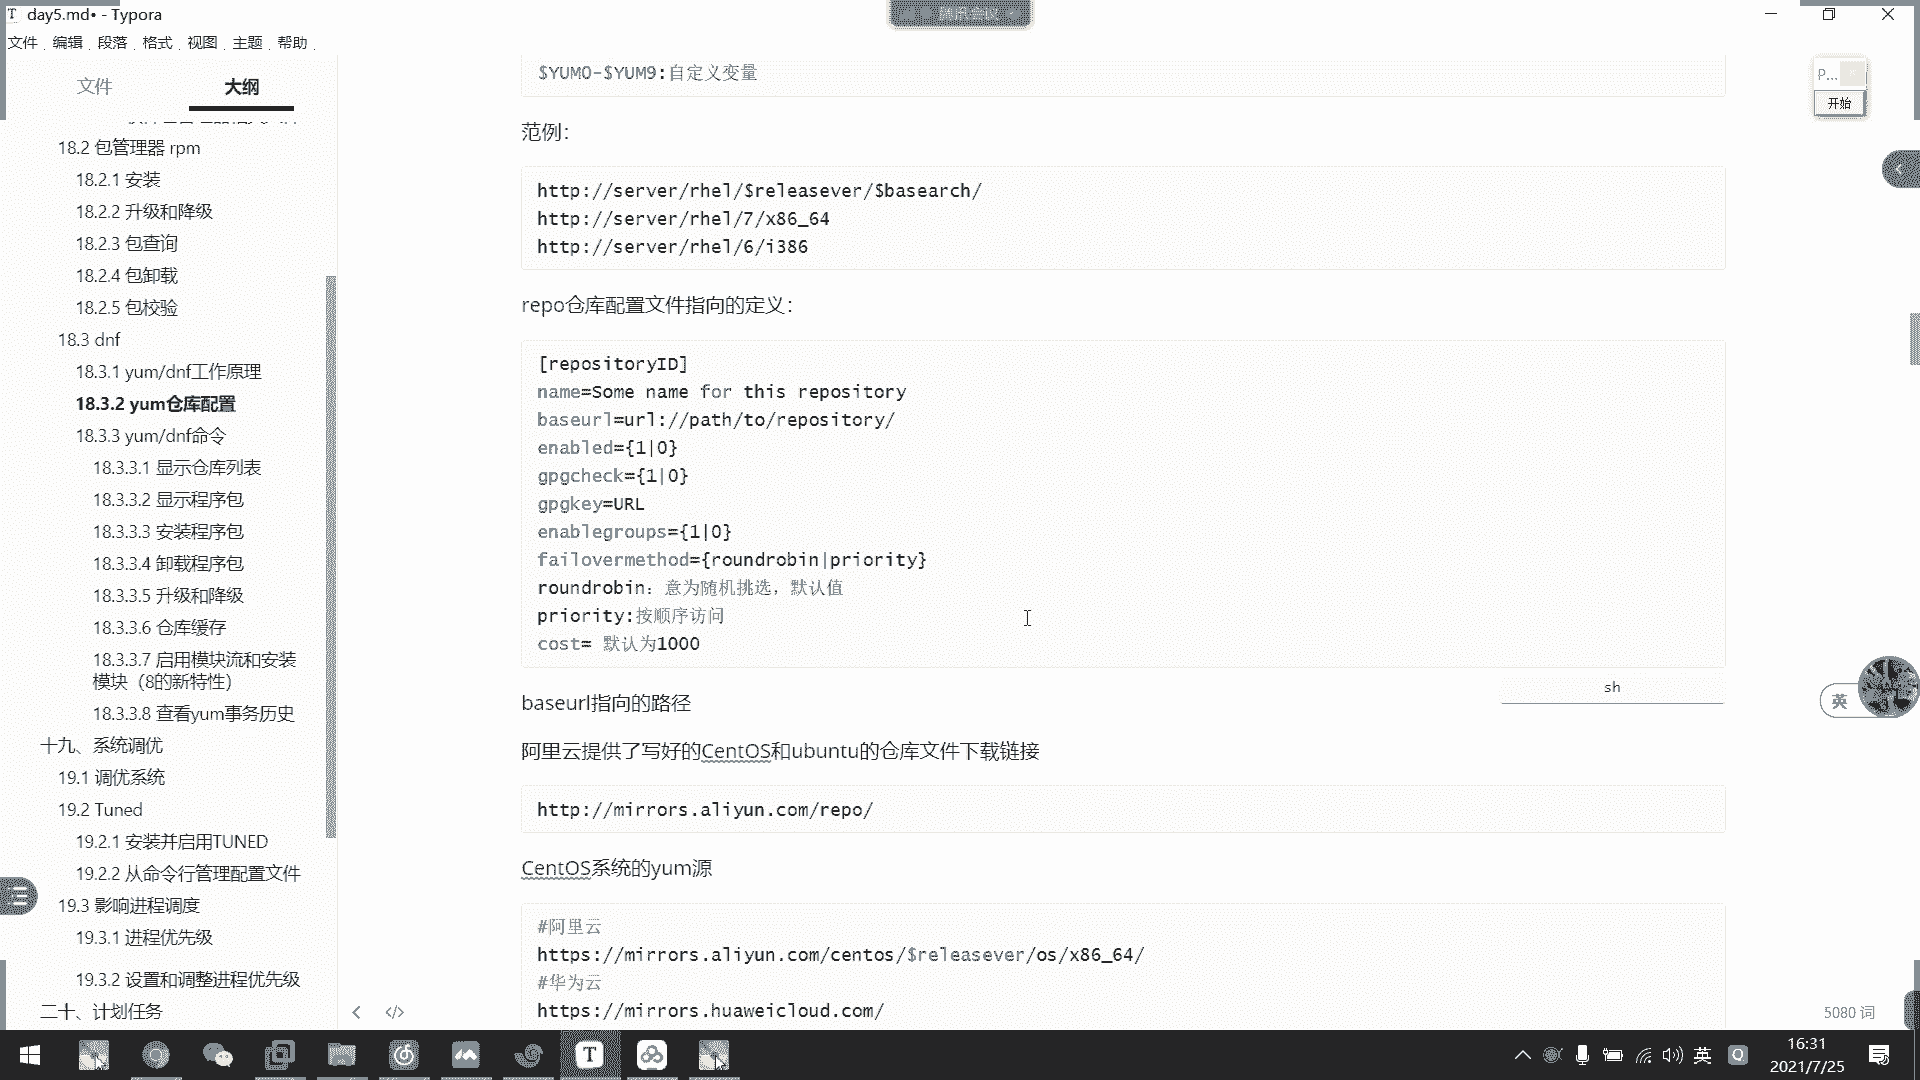 day5.md• - Typora
腾讯会议
文件 编辑 段落 格式 视图 主题 帮助
文件 大纲
18.2 包管理器 rpm
18.2.1 安装
18.2.2 升级和降级
18.2.3 包查询
18.2.4 包卸载
18.2.5 包校验
18.3 dnf
18.3.1 yum/dnf工作原理
18.3.2 yum仓库配置
18.3.3 yum/dnf命令
18.3.3.1 显示仓库列表
18.3.3.2 显示程序包
18.3.3.3 安装程序包
18.3.3.4 卸载程序包
18.3.3.5 升级和降级
18.3.3.6 仓库缓存
18.3.3.7 启用模块流和安装
模块（8的新特性）
18.3.3.8 查看yum事务历史
十九、系统调优
19.1 调优系统
19.2 Tuned
19.2.1 安装并启用TUNED
19.2.2 从命令行管理配置文件
19.3 影响进程调度
19.3.1 进程优先级
19.3.2 设置和调整进程优先级
二十、计划任务
$YUM0-$YUM9:自定义变量
范例：
http://server/rhel/$releasever/$basearch/
http://server/rhel/7/x86_64
http://server/rhel/6/i386
repo仓库配置文件指向的定义：
[repositoryID]
name=Some name for this repository
baseurl=url://path/to/repository/
enabled={1|0}
gpgcheck={1|0}
gpgkey=URL
enablegroups={1|0}
failovermethod={roundrobin|priority}
roundrobin：意为随机挑选，默认值
priority:按顺序访问
cost= 默认为1000
sh
baseurl指向的路径
阿里云提供了写好的CentOS和ubuntu的仓库文件下载链接
http://mirrors.aliyun.com/repo/
CentOS系统的yum源
#阿里云
https://mirrors.aliyun.com/centos/$releasever/os/x86_64/
#华为云
https://mirrors.huaweicloud.com/
P...
开始
英
5080 词
英
16:31
2021/7/25